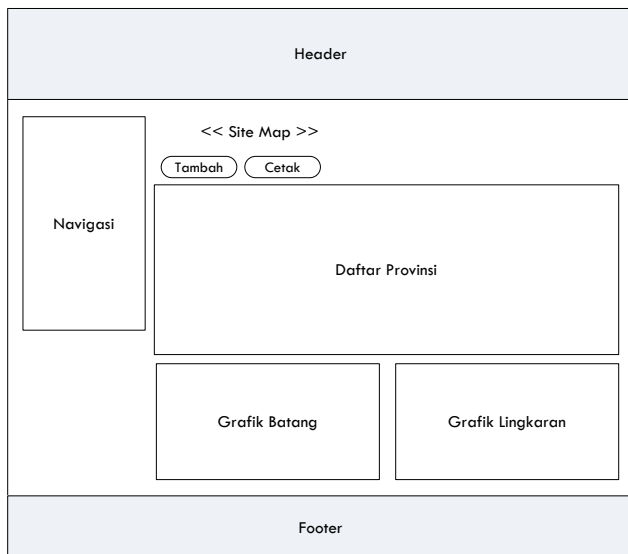 Header
<< Site Map >>
Tambah
Cetak
Navigasi
Daftar Provinsi
Grafik Batang
Grafik Lingkaran
Footer